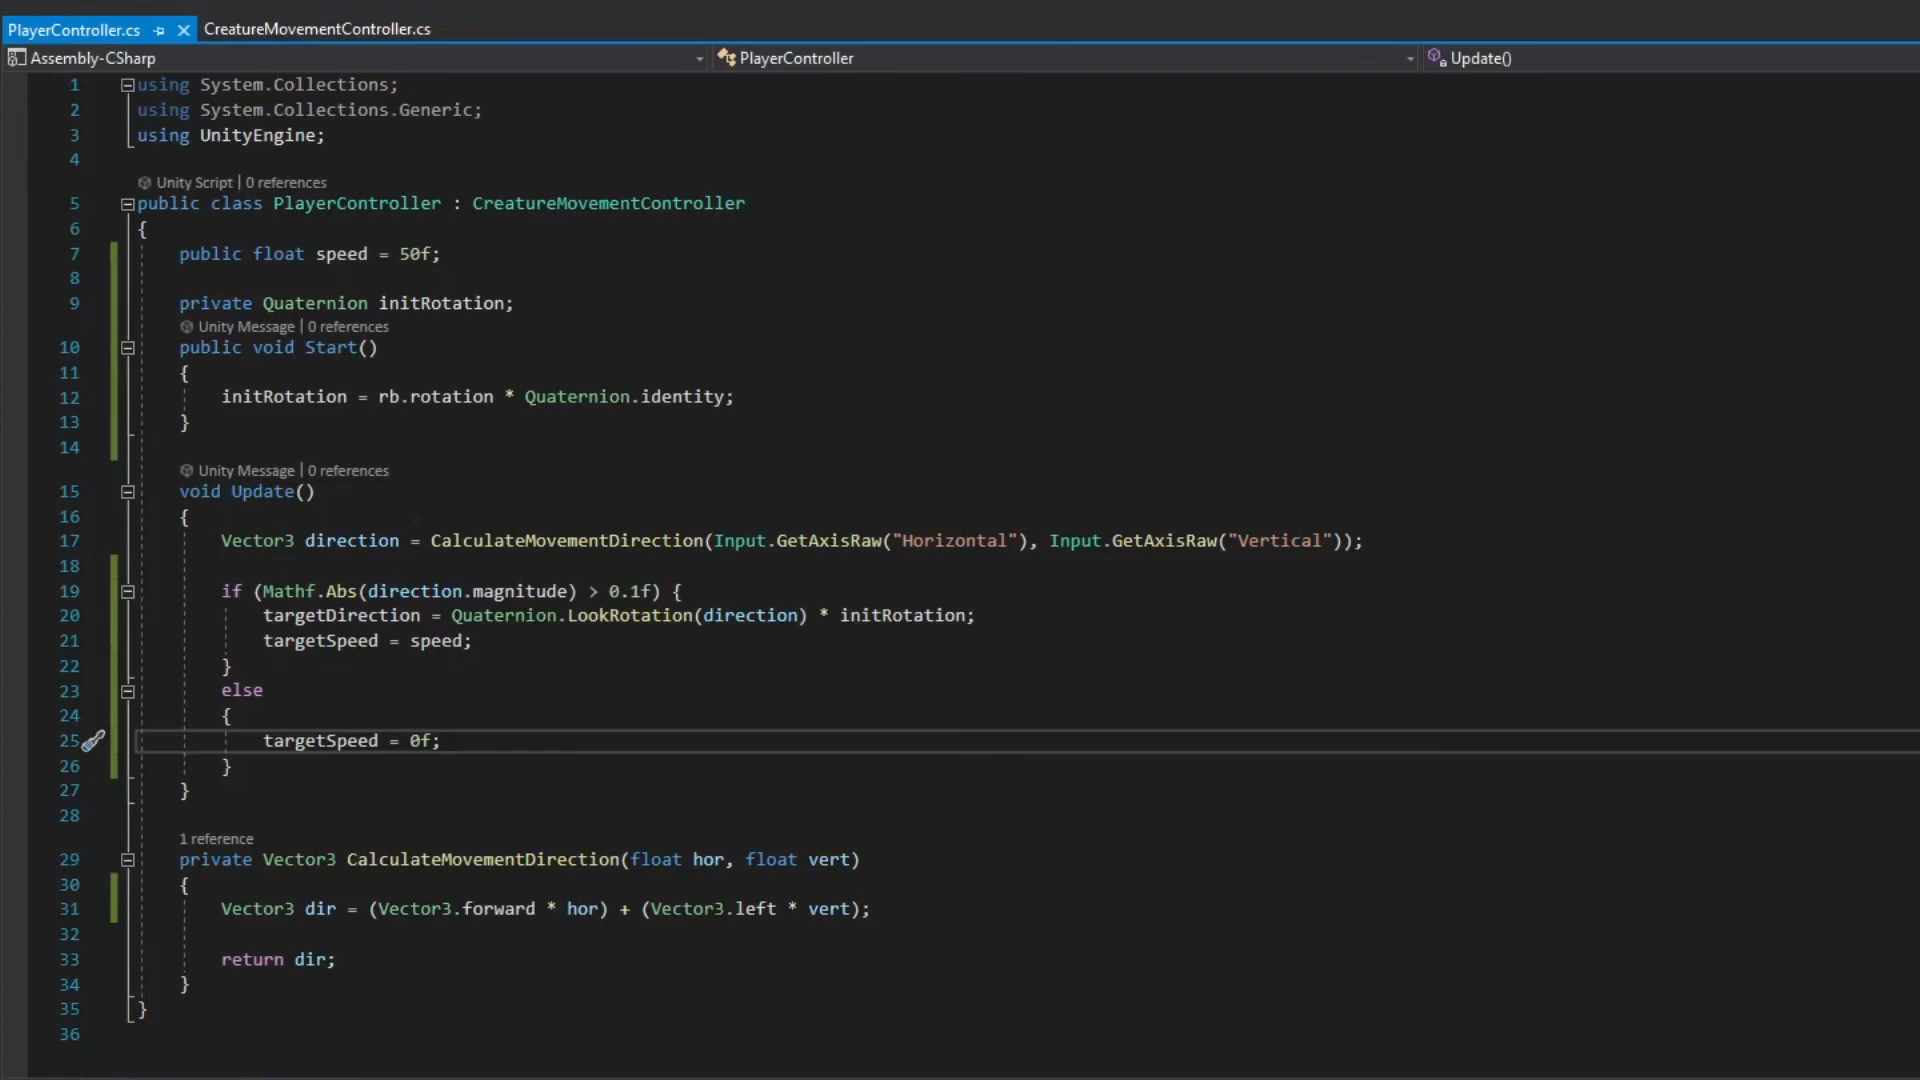 PlayerController.cs CreatureMovementController.cs
Assembly-CSharp PlayerController Update()
1 using System.Collections;
2 using System.Collections.Generic;
3 using UnityEngine;
4
Unity Script | 0 references
5 public class PlayerController : CreatureMovementController
6 {
7 public float speed = 50f;
8
9 private Quaternion initRotation;
Unity Message | 0 references
10 public void Start()
11 {
12 initRotation = rb.rotation * Quaternion.identity;
13 }
14
Unity Message | 0 references
15 void Update()
16 {
17 Vector3 direction = CalculateMovementDirection(Input.GetAxisRaw("Horizontal"), Input.GetAxisRaw("Vertical"));
18
19 if (Mathf.Abs(direction.magnitude) > 0.1f) {
20 targetDirection = Quaternion.LookRotation(direction) * initRotation;
21 targetSpeed = speed;
22 }
23 else
24 {
25 targetSpeed = 0f;
26 }
27 }
28
1 reference
29 private Vector3 CalculateMovementDirection(float hor, float vert)
30 {
31 Vector3 dir = (Vector3.forward * hor) + (Vector3.left * vert);
32
33 return dir;
34 }
35 }
36